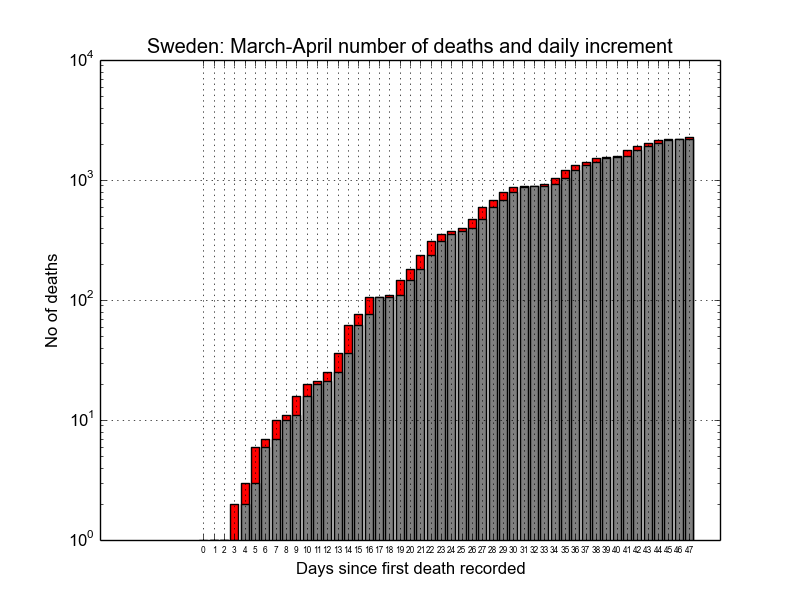 Sweden: March-April number of deaths and daily increment
10^4
10^3
10^2
10^1
10^0
No of deaths
0 1 2 3 4 5 6 7 8 9 10 11 12 13 14 15 16 17 18 19 20 21 22 23 24 25 26 27 28 29 30 31 32 33 34 35 36 37 38 39 40 41 42 43 44 45 46 47
Days since first death recorded